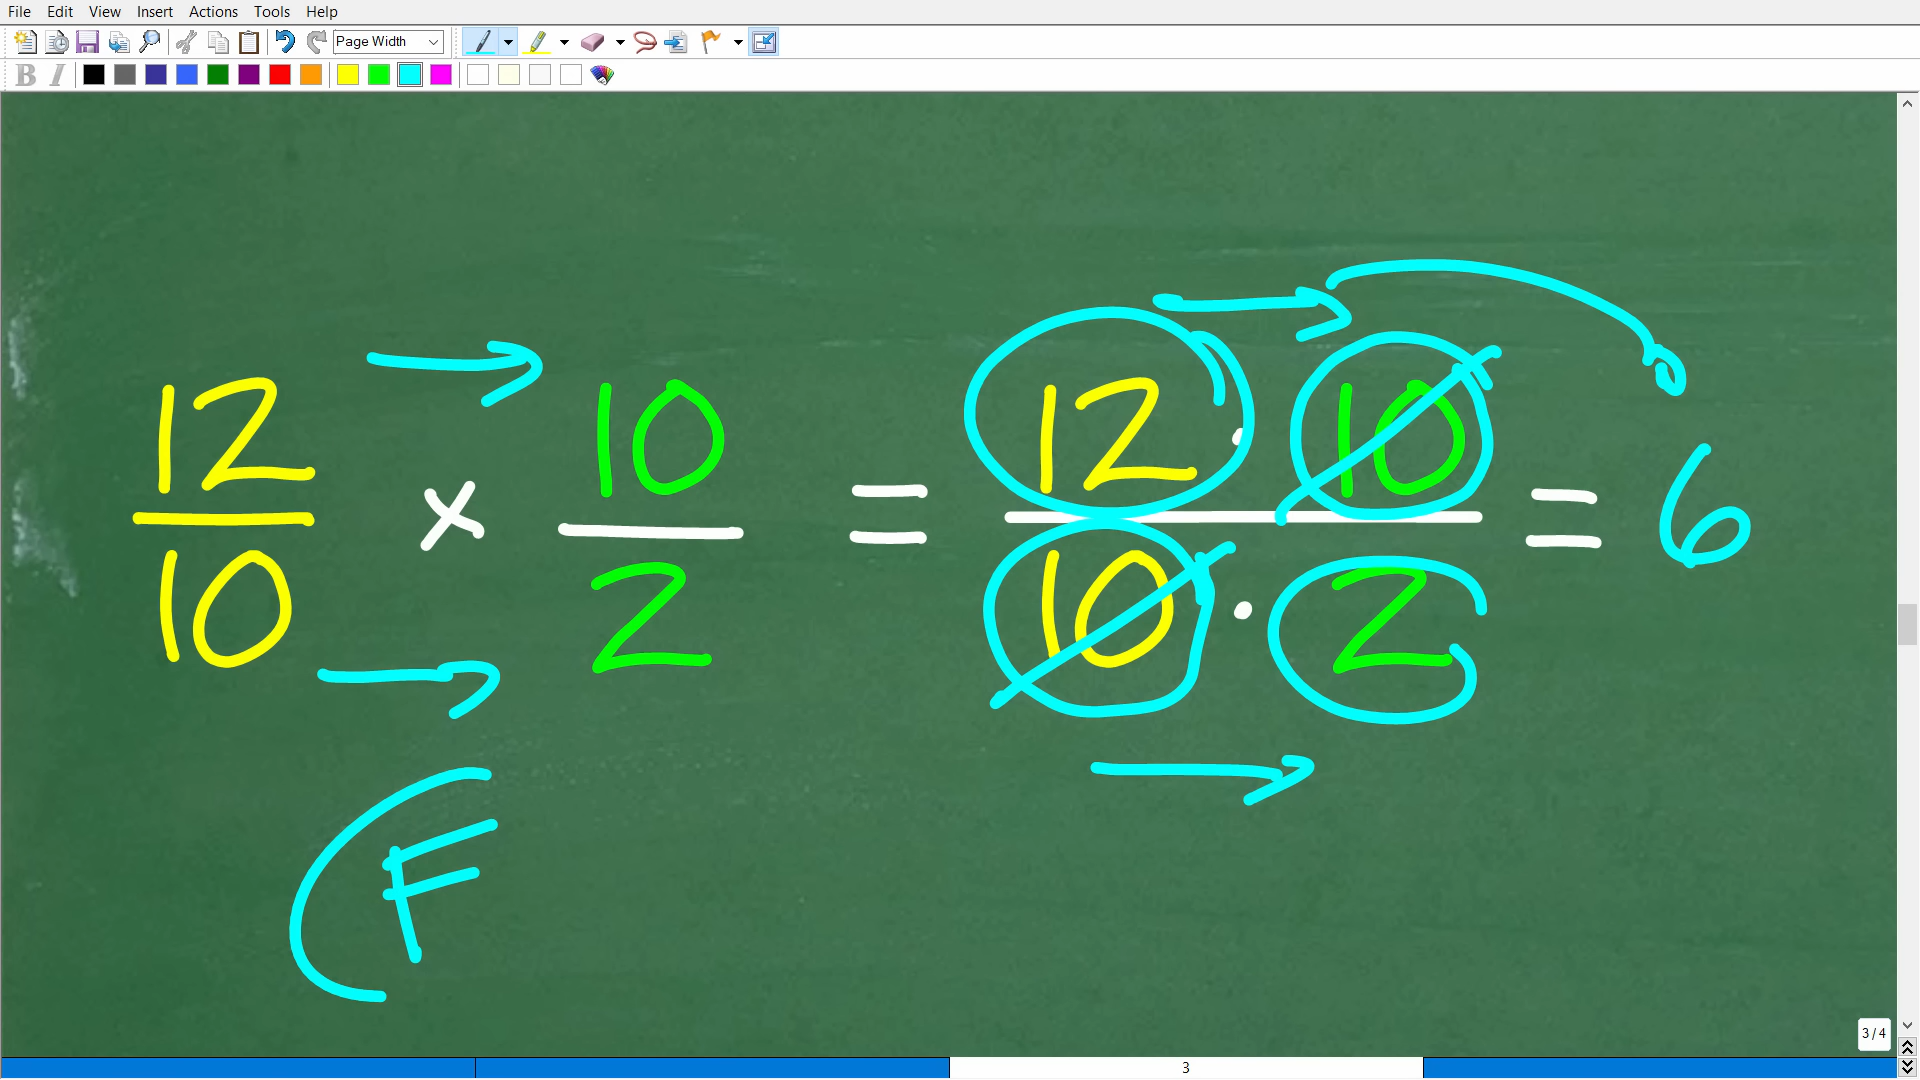 File Edit View Insert Actions Tools Help
Page Width
B I
12/10 x 10/2 = 12 · 10 / 10 · 2 = 6
(F
3 / 4
3